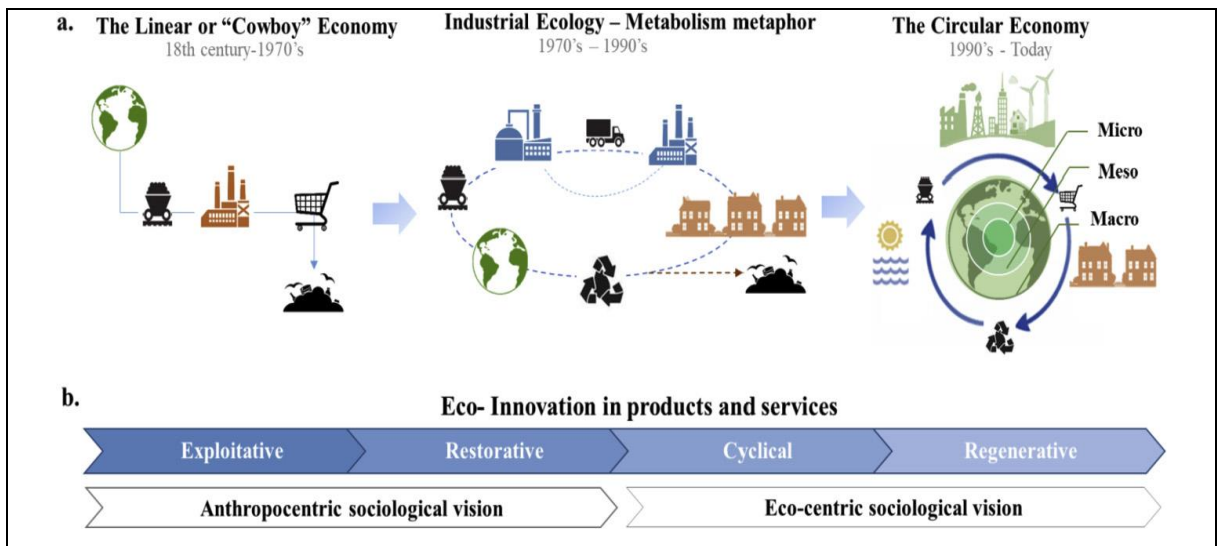 a.
The Linear or “Cowboy” Economy
18th century-1970’s
Industrial Ecology – Metabolism metaphor
1970’s – 1990’s
The Circular Economy
1990’s - Today
Micro
Meso
Macro
b.
Eco- Innovation in products and services
Exploitative
Restorative
Cyclical
Regenerative
Anthropocentric sociological vision
Eco-centric sociological vision